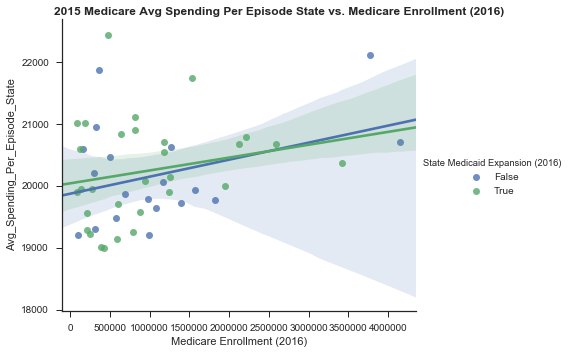 2015 Medicare Avg Spending Per Episode State vs. Medicare Enrollment (2016)
22000
21000
20000
19000
18000
Avg_Spending_Per_Episode_State
0 500000 1000000 1500000 2000000 2500000 3000000 3500000 4000000
Medicare Enrollment (2016)
State Medicaid Expansion (2016)
False
True